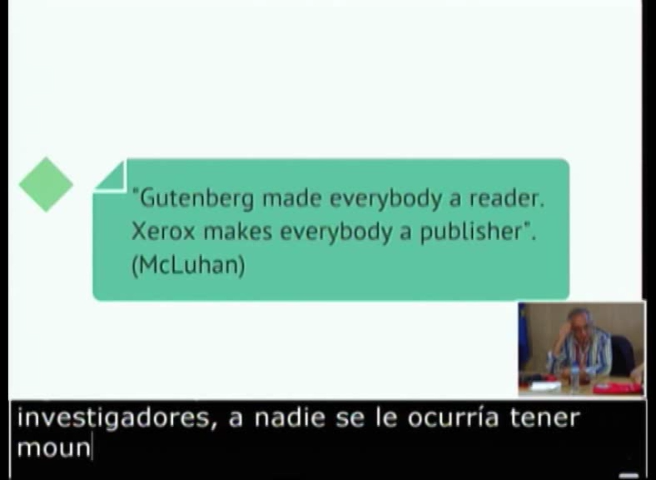 "Gutenberg made everybody a reader.
Xerox makes everybody a publisher".
(McLuhan)
investigadores, a nadie se le ocurría tener
moun